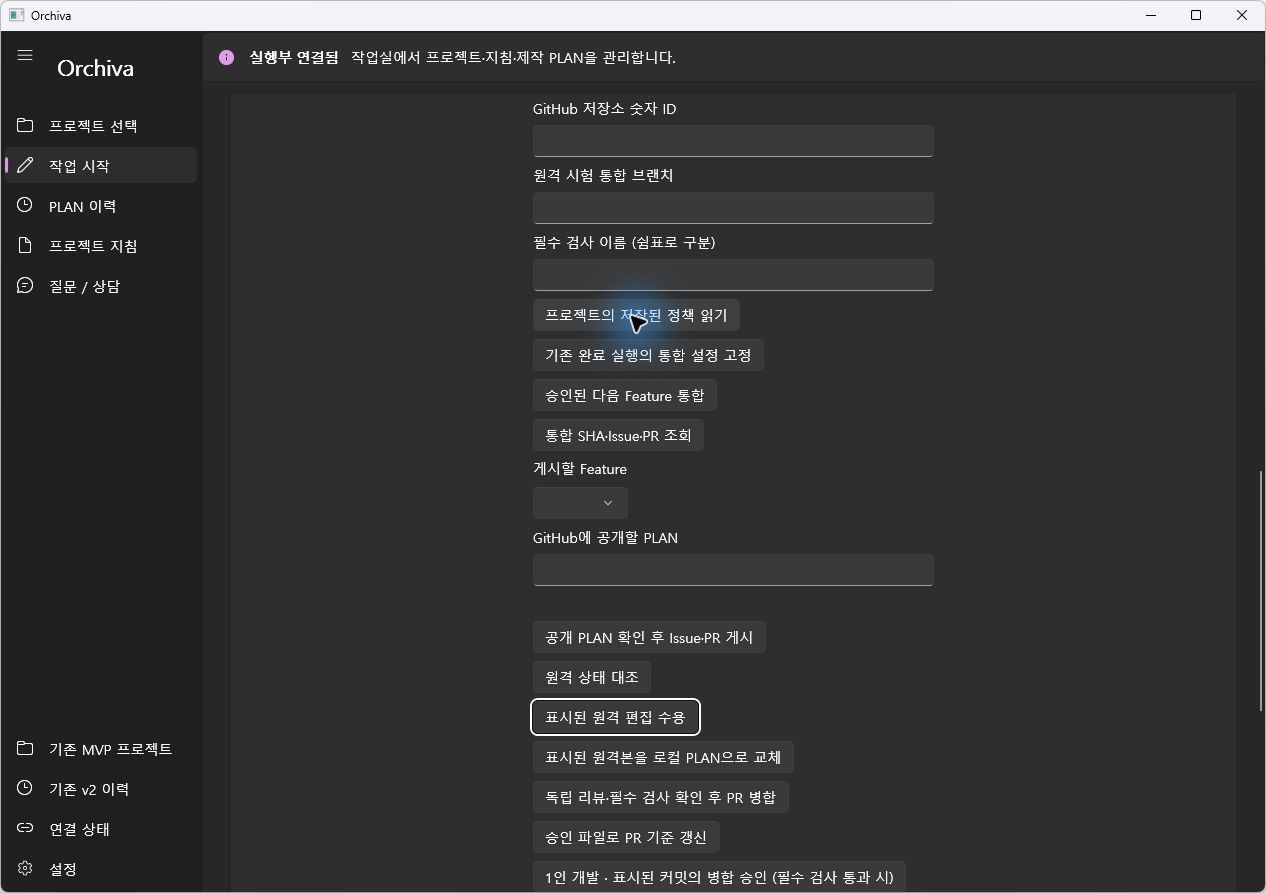 Orchiva
Orchiva
실행부 연결됨 작업실에서 프로젝트·지침·제작 PLAN을 관리합니다.
프로젝트 선택
작업 시작
PLAN 이력
프로젝트 지침
질문 / 상담
기존 MVP 프로젝트
기존 v2 이력
연결 상태
설정
GitHub 저장소 숫자 ID
원격 시험 통합 브랜치
필수 검사 이름 (쉼표로 구분)
프로젝트의 저장된 정책 읽기
기존 완료 실행의 통합 설정 고정
승인된 다음 Feature 통합
통합 SHA·Issue·PR 조회
게시할 Feature
GitHub에 공개할 PLAN
공개 PLAN 확인 후 Issue·PR 게시
원격 상태 대조
표시된 원격 편집 수용
표시된 원격본을 로컬 PLAN으로 교체
독립 리뷰·필수 검사 확인 후 PR 병합
승인 파일로 PR 기준 갱신
1인 개발 · 표시된 커밋의 병합 승인 (필수 검사 통과 시)